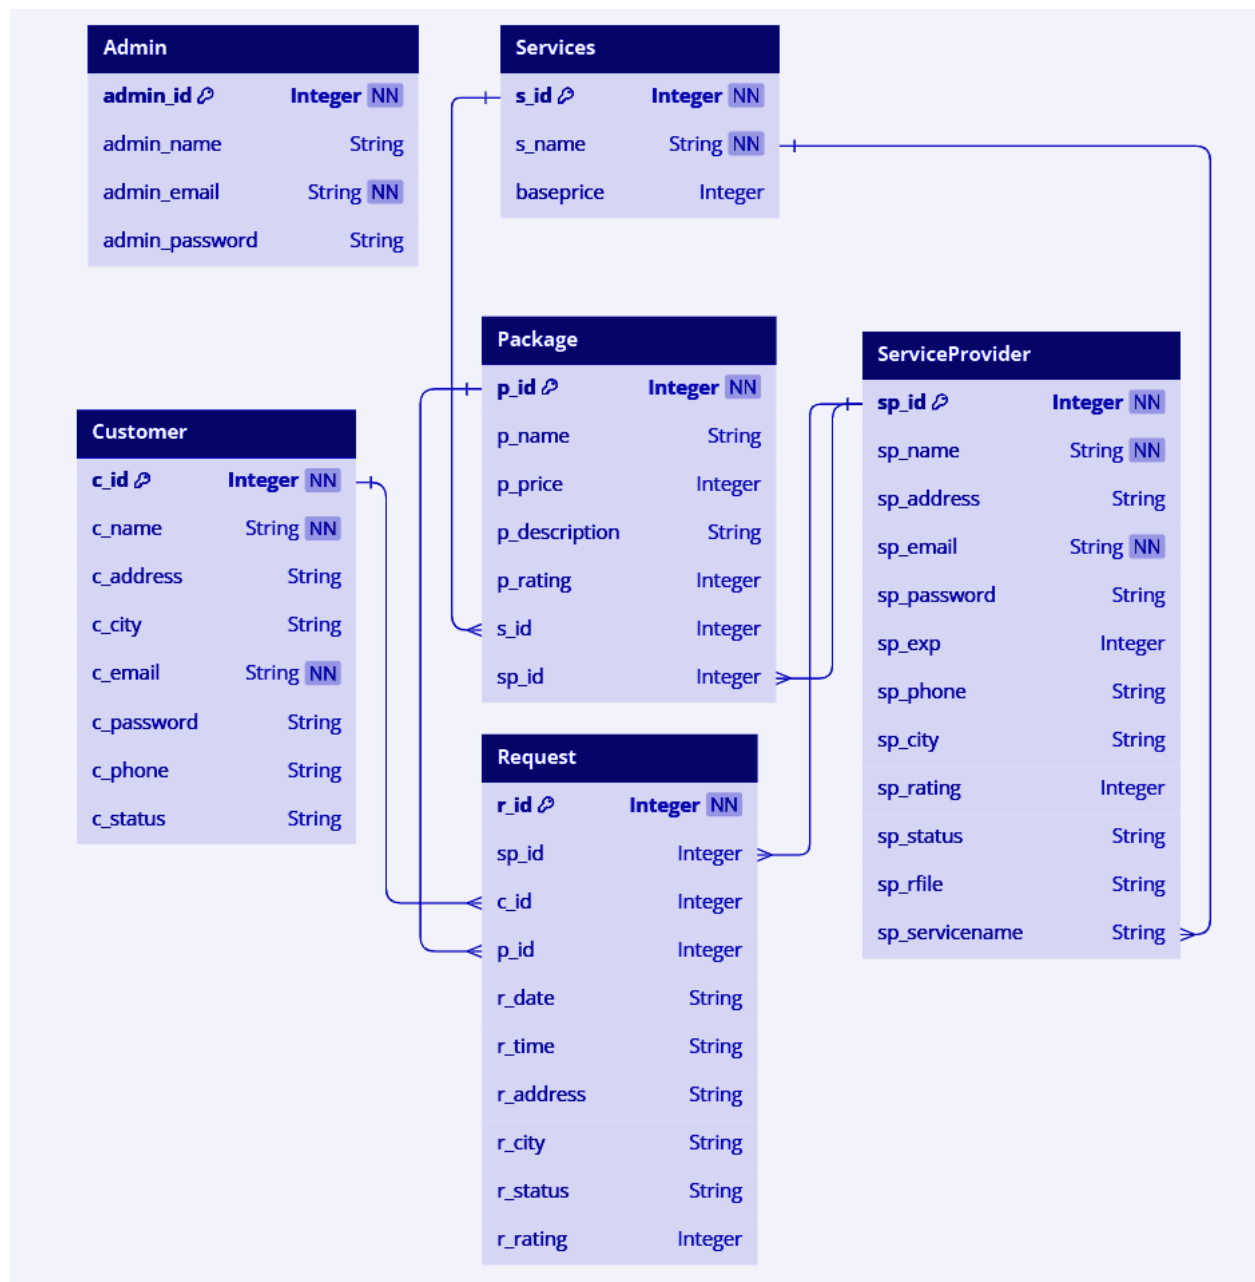 Admin
admin_id Integer NN
admin_name String
admin_email String NN
admin_password String
Services
s_id Integer NN
s_name String NN
baseprice Integer
Package
p_id Integer NN
p_name String
p_price Integer
p_description String
p_rating Integer
s_id Integer
sp_id Integer
ServiceProvider
sp_id Integer NN
sp_name String NN
sp_address String
sp_email String NN
sp_password String
sp_exp Integer
sp_phone String
sp_city String
sp_rating Integer
sp_status String
sp_rfile String
sp_servicename String
Customer
c_id Integer NN
c_name String NN
c_address String
c_city String
c_email String NN
c_password String
c_phone String
c_status String
Request
r_id Integer NN
sp_id Integer
c_id Integer
p_id Integer
r_date String
r_time String
r_address String
r_city String
r_status String
r_rating Integer